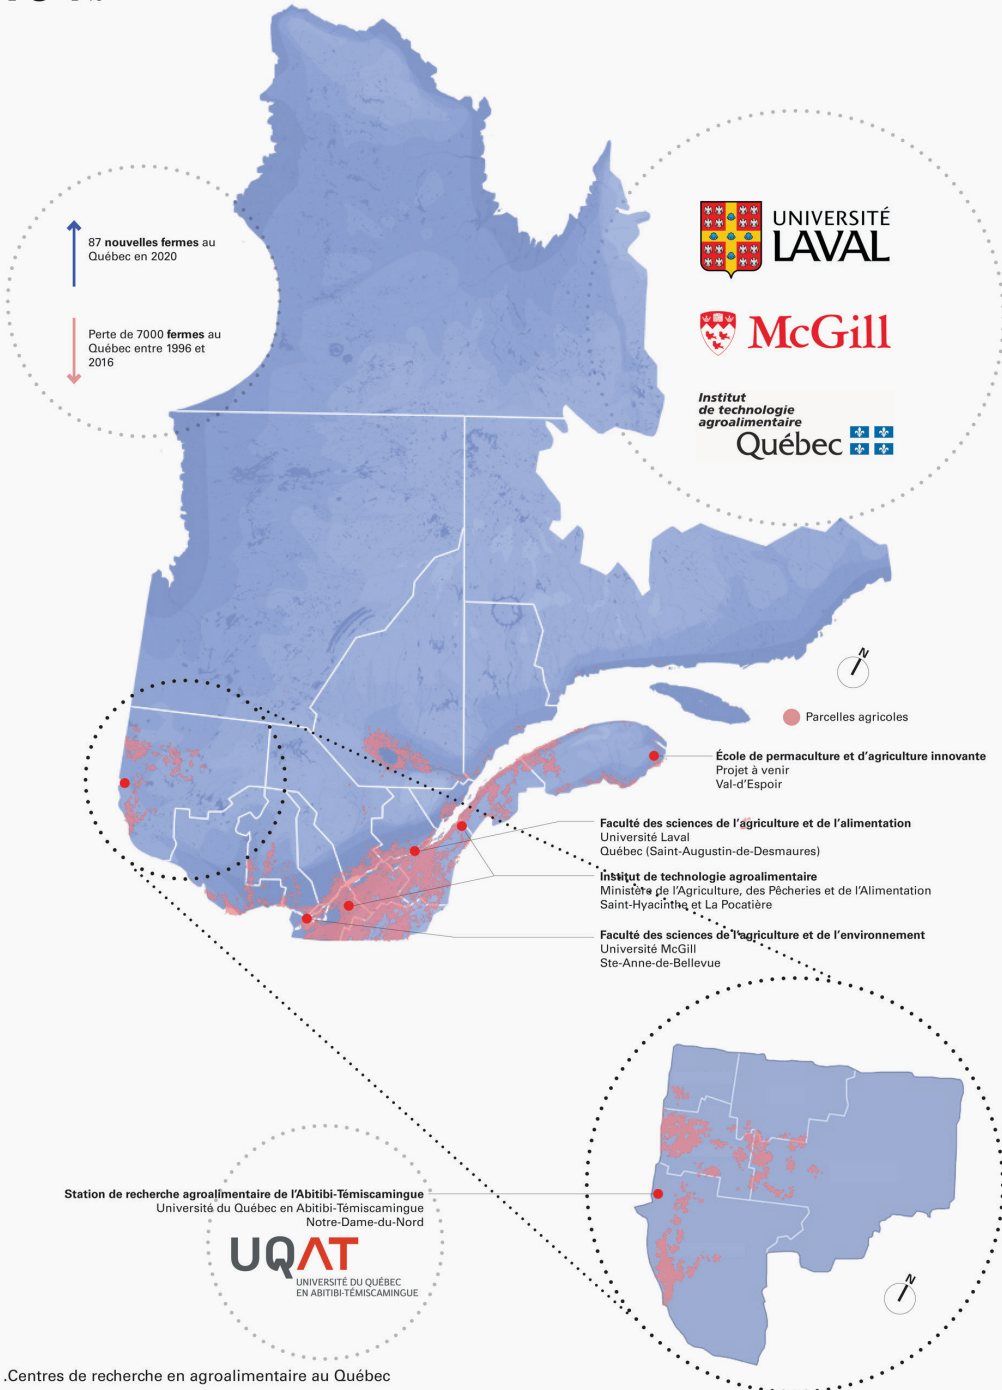 87 nouvelles fermes au
Québec en 2020
Perte de 7000 fermes au
Québec entre 1996 et
2016
UNIVERSITÉ
LAVAL
McGill
Institut
de technologie
agroalimentaire
Québec
N
Parcelles agricoles
École de permaculture et d'agriculture innovante
Projet à venir
Val-d'Espoir
Faculté des sciences de l'agriculture et de l'alimentation
Université Laval
Québec (Saint-Augustin-de-Desmaures)
Institut de technologie agroalimentaire
Ministère de l'Agriculture, des Pêcheries et de l'Alimentation
Saint-Hyacinthe et La Pocatière
Faculté des sciences de l'agriculture et de l'environnement
Université McGill
Ste-Anne-de-Bellevue
Station de recherche agroalimentaire de l'Abitibi-Témiscamingue
Université du Québec en Abitibi-Témiscamingue
Notre-Dame-du-Nord
UQAT
UNIVERSITÉ DU QUÉBEC
EN ABITIBI-TÉMISCAMINGUE
N
.Centres de recherche en agroalimentaire au Québec